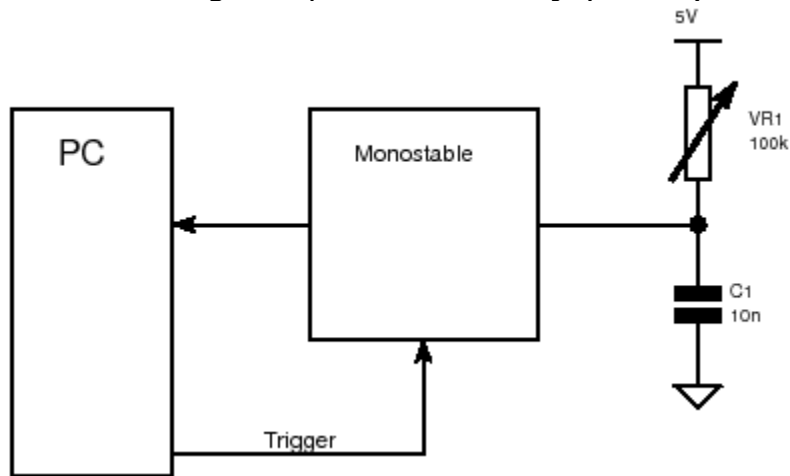 5V
PC
Monostable
VR1
100k
C1
10n
Trigger